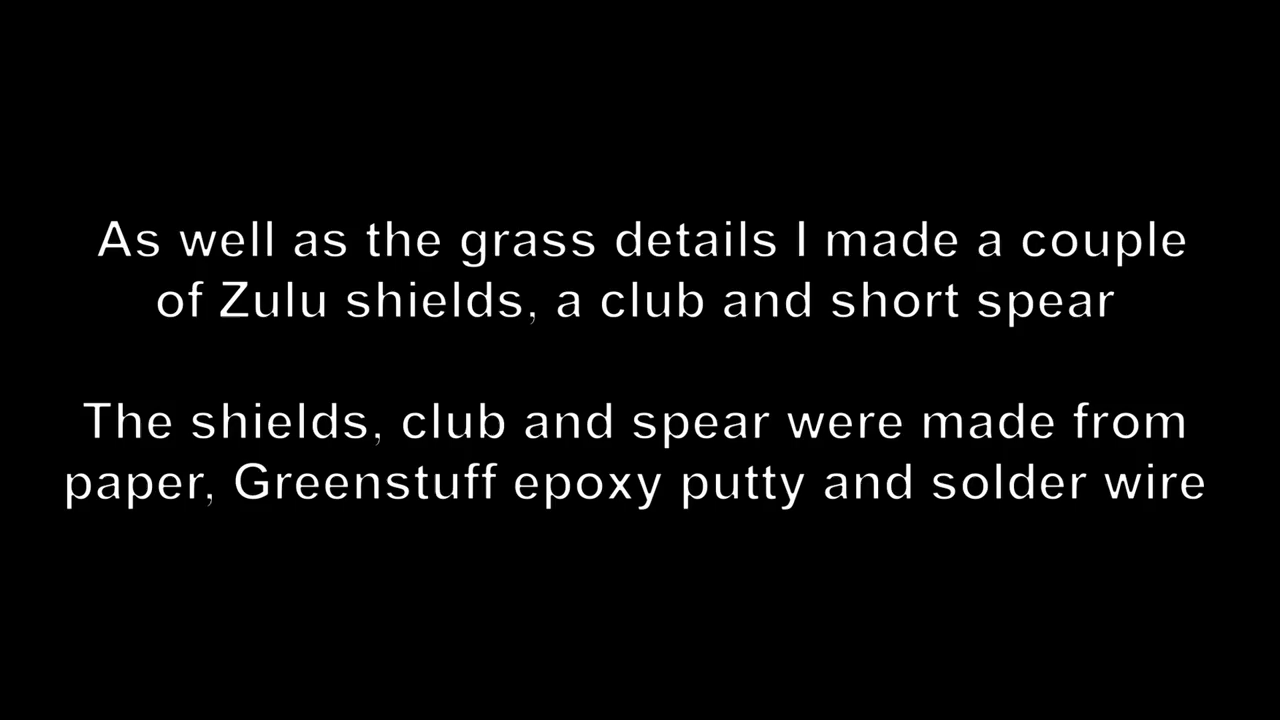 As well as the grass details I made a couple
of Zulu shields, a club and short spear
The shields, club and spear were made from
paper, Greenstuff epoxy putty and solder wire